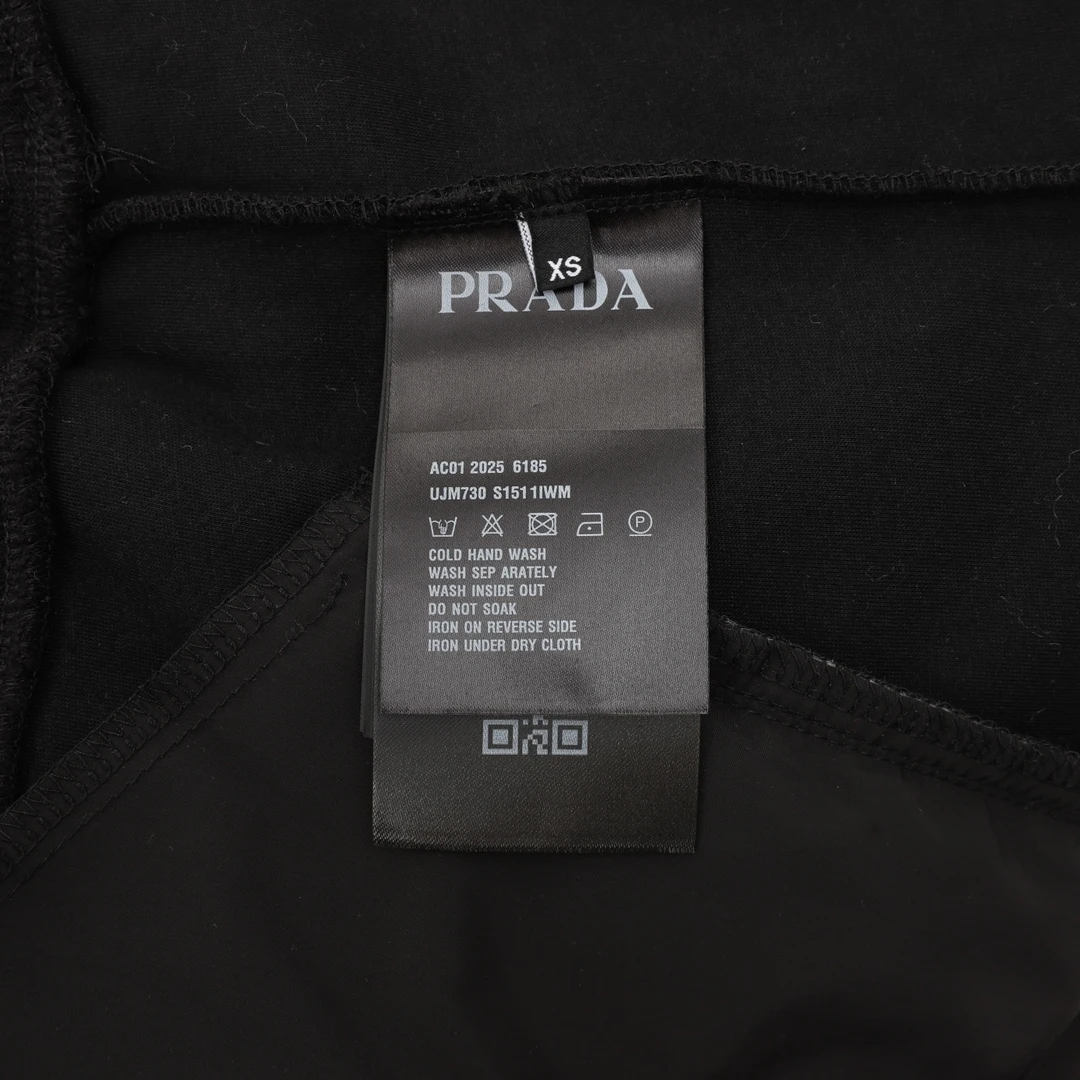 XS
PRADA
AC01 2025 6185
UJM730 S1511IWM
P
COLD HAND WASH
WASH SEP ARATELY
WASH INSIDE OUT
DO NOT SOAK
IRON ON REVERSE SIDE
IRON UNDER DRY CLOTH